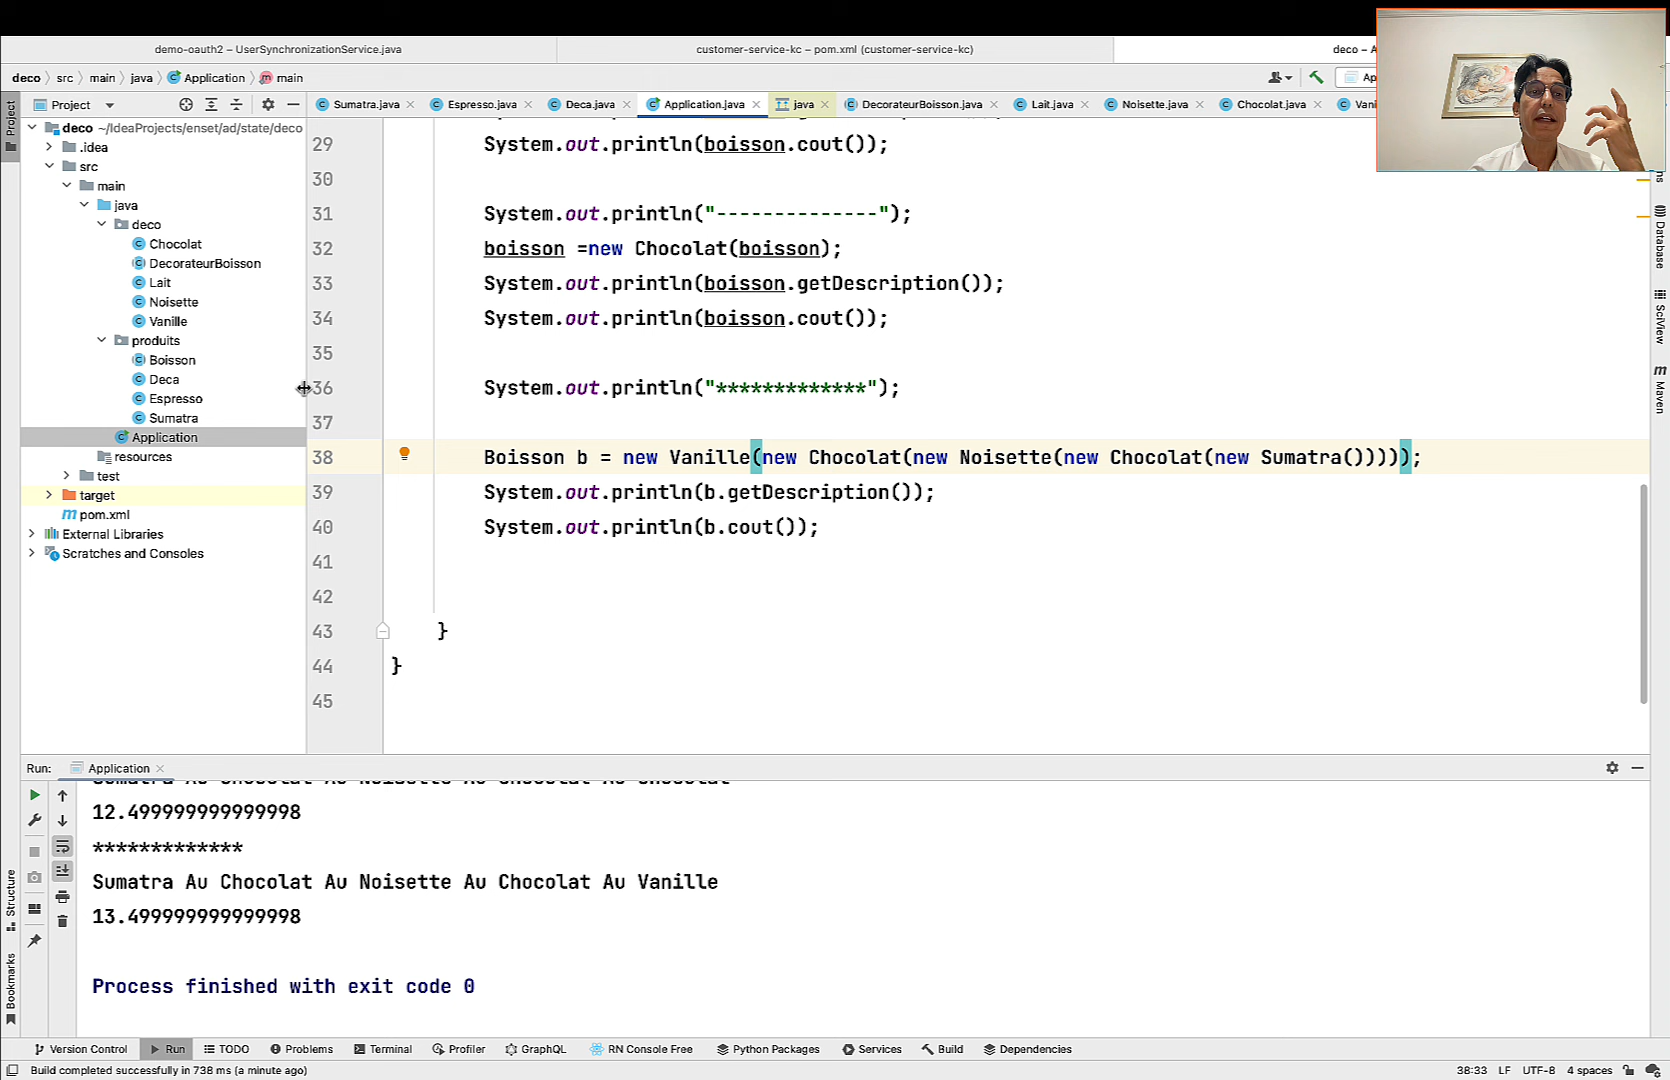 demo-oauth2 – UserSynchronizationService.java
customer-service-kc – pom.xml (customer-service-kc)
deco – A
deco src main java Application main
Ap
Project
Sumatra.java Espresso.java Deca.java Application.java java DecorateurBoisson.java Lait.java Noisette.java Chocolat.java Van
Project
deco ~/IdeaProjects/enset/ad/state/deco
.idea
src
main
java
deco
Chocolat
DecorateurBoisson
Lait
Noisette
Vanille
produits
Boisson
Deca
Espresso
Sumatra
Application
resources
test
target
pom.xml
External Libraries
Scratches and Consoles
29 System.out.println(boisson.cout());
30
31 System.out.println("--------------");
32 boisson =new Chocolat(boisson);
33 System.out.println(boisson.getDescription());
34 System.out.println(boisson.cout());
35
36 System.out.println("*************");
37
38 Boisson b = new Vanille(new Chocolat(new Noisette(new Chocolat(new Sumatra()))));
39 System.out.println(b.getDescription());
40 System.out.println(b.cout());
41
42
43 }
44 }
45
Database
SciView
Maven
Run: Application
Sumatra Au Chocolat Au Noisette Au Chocolat Au Chocolat
12.499999999999998
*************
Sumatra Au Chocolat Au Noisette Au Chocolat Au Vanille
13.499999999999998
Process finished with exit code 0
Structure
Bookmarks
Version Control Run TODO Problems Terminal Profiler GraphQL RN Console Free Python Packages Services Build Dependencies
Build completed successfully in 738 ms (a minute ago)
38:33 LF UTF-8 4 spaces